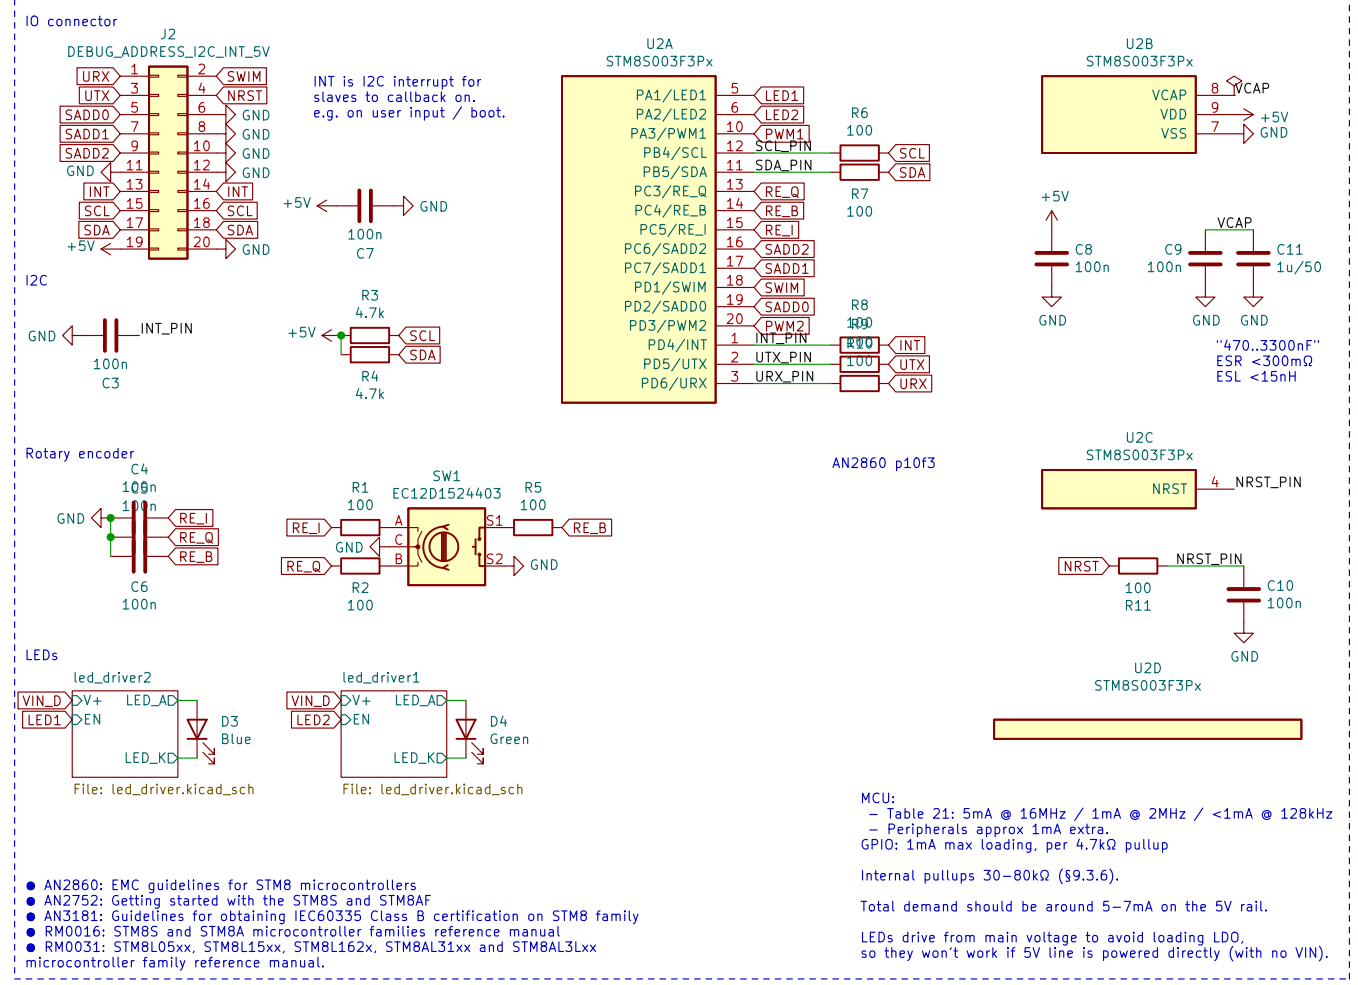 IO connector
J2
DEBUG_ADDRESS_I2C_INT_5V
URX 1 2 SWIM
UTX 3 4 NRST
SADD0 5 6 GND
SADD1 7 8 GND
SADD2 9 10 GND
GND 11 12 GND
INT 13 14 INT
SCL 15 16 SCL
SDA 17 18 SDA
+5V 19 20 GND
INT is I2C interrupt for
slaves to callback on.
e.g. on user input / boot.
+5V GND
100n
C7
U2A
STM8S003F3Px
PA1/LED1 5 LED1
PA2/LED2 6 LED2
PA3/PWM1 10 PWM1
PB4/SCL 12 SCL_PIN SCL
PB5/SDA 11 SDA_PIN SDA
PC3/RE_Q 13 RE_Q
PC4/RE_B 14 RE_B
PC5/RE_I 15 RE_I
PC6/SADD2 16 SADD2
PC7/SADD1 17 SADD1
PD1/SWIM 18 SWIM
PD2/SADD0 19 SADD0
PD3/PWM2 20 PWM2
PD4/INT 1 INT_PIN INT
PD5/UTX 2 UTX_PIN UTX
PD6/URX 3 URX_PIN URX
R6
100
R7
100
R8
100
R9
100
R10
100
U2B
STM8S003F3Px
VCAP 8 VCAP
VDD 9 +5V
VSS 7 GND
+5V
C8
100n
GND
VCAP
C9
100n
GND
C11
1u/50
GND
"470..3300nF"
ESR <300mΩ
ESL <15nH
I2C
GND INT_PIN
100n
C3
R3
4.7k
+5V SCL
SDA
R4
4.7k
Rotary encoder
C4
100n
C5
100n
GND RE_I
RE_Q
RE_B
C6
100n
R1
100
RE_I
GND
RE_Q
R2
100
SW1
EC12D1524403
A
C
B
S1
S2
R5
100
RE_B
GND
AN2860 p10f3
U2C
STM8S003F3Px
NRST 4 NRST_PIN
NRST NRST_PIN
100
R11
C10
100n
GND
LEDs
led_driver2
VIN_D V+ LED_A
LED1 EN
LED_K
D3
Blue
File: led_driver.kicad_sch
led_driver1
VIN_D V+ LED_A
LED2 EN
LED_K
D4
Green
File: led_driver.kicad_sch
U2D
STM8S003F3Px
MCU:
– Table 21: 5mA @ 16MHz / 1mA @ 2MHz / <1mA @ 128kHz
– Peripherals approx 1mA extra.
GPIO: 1mA max loading, per 4.7kΩ pullup
Internal pullups 30–80kΩ (§9.3.6).
Total demand should be around 5–7mA on the 5V rail.
LEDs drive from main voltage to avoid loading LDO,
so they won't work if 5V line is powered directly (with no VIN).
● AN2860: EMC guidelines for STM8 microcontrollers
● AN2752: Getting started with the STM8S and STM8AF
● AN3181: Guidelines for obtaining IEC60335 Class B certification on STM8 family
● RM0016: STM8S and STM8A microcontroller families reference manual
● RM0031: STM8L05xx, STM8L15xx, STM8L162x, STM8AL31xx and STM8AL3Lxx
microcontroller family reference manual.